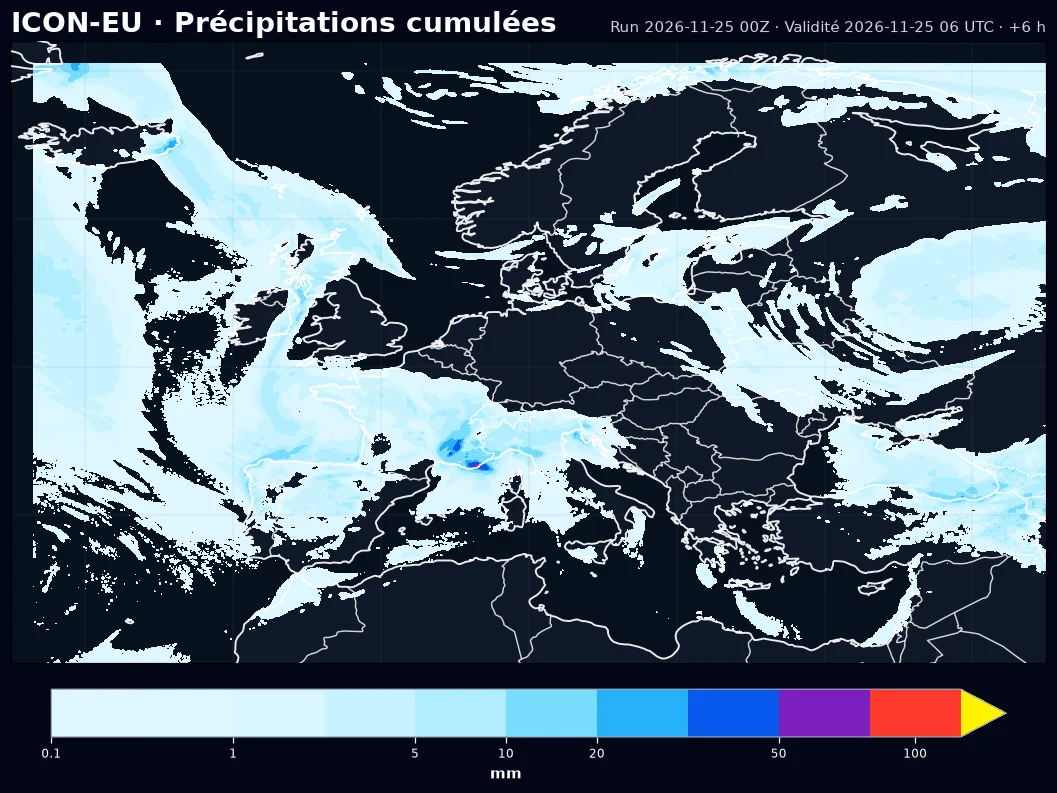 ICON-EU · Précipitations cumulées
Run 2026-11-25 00Z · Validité 2026-11-25 06 UTC · +6 h
0.1 1 5 10 20 50 100
mm